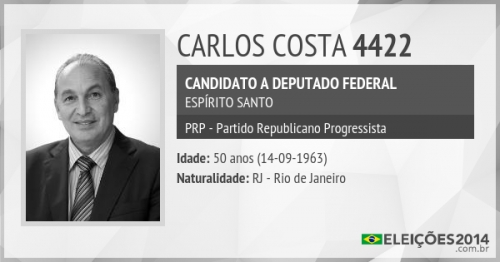 CARLOS COSTA 4422
CANDIDATO A DEPUTADO FEDERAL
ESPÍRITO SANTO
PRP - Partido Republicano Progressista
Idade: 50 anos (14-09-1963)
Naturalidade: RJ - Rio de Janeiro
ELEIÇÕES2014
.com.br